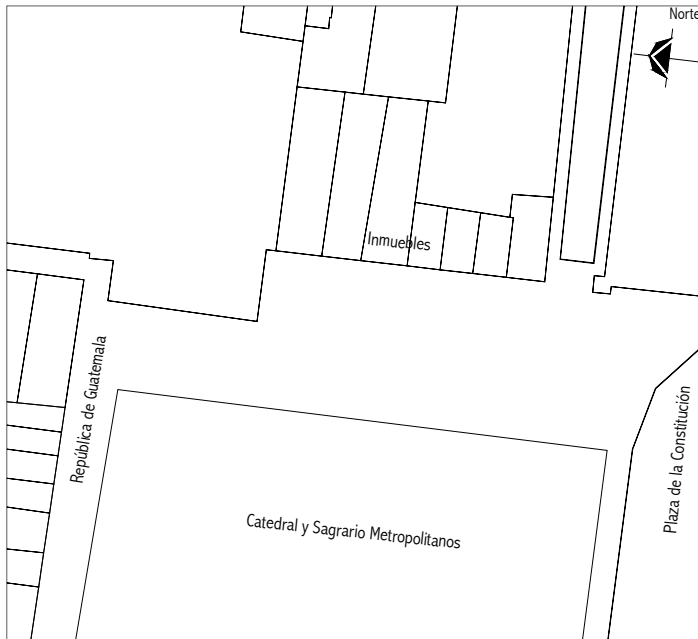 Norte
Inmuebles
República de Guatemala
Plaza de la Constitución
Catedral y Sagrario Metropolitanos